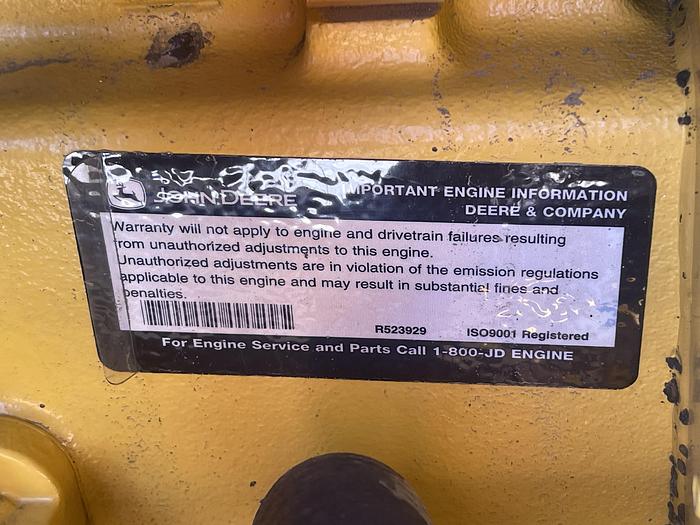 JOHN DEERE
IMPORTANT ENGINE INFORMATION
DEERE & COMPANY
Warranty will not apply to engine and drivetrain failures resulting
from unauthorized adjustments to this engine.
Unauthorized adjustments are in violation of the emission regulations
applicable to this engine and may result in substantial fines and
penalties.
R523929 ISO9001 Registered
For Engine Service and Parts Call 1-800-JD ENGINE